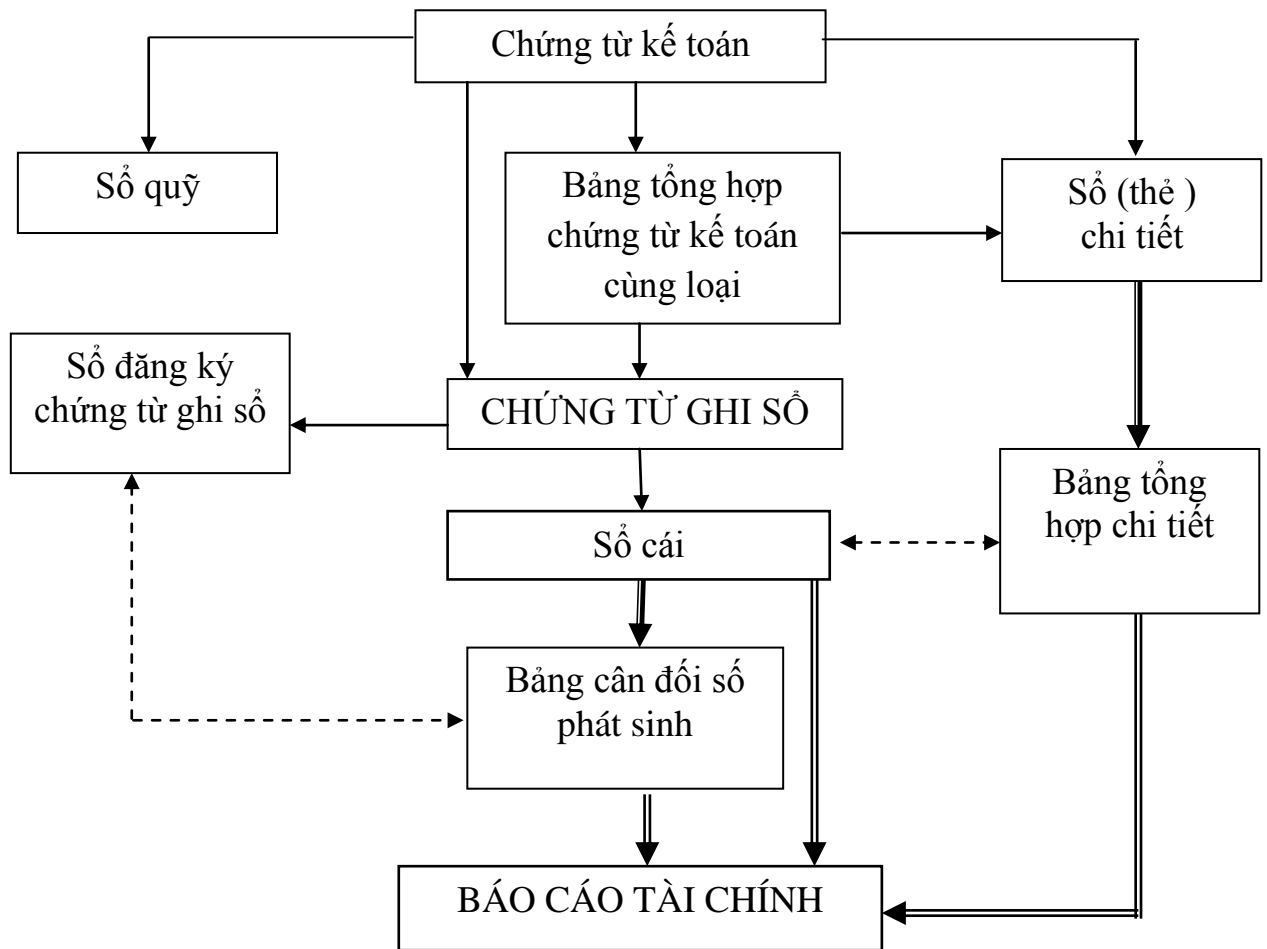 Chứng từ kế toán
Sổ quỹ
Bảng tổng hợp
chứng từ kế toán
cùng loại
Sổ (thẻ )
chi tiết
Sổ đăng ký
chứng từ ghi sổ
CHỨNG TỪ GHI SỔ
Bảng tổng
hợp chi tiết
Sổ cái
Bảng cân đối số
phát sinh
BÁO CÁO TÀI CHÍNH